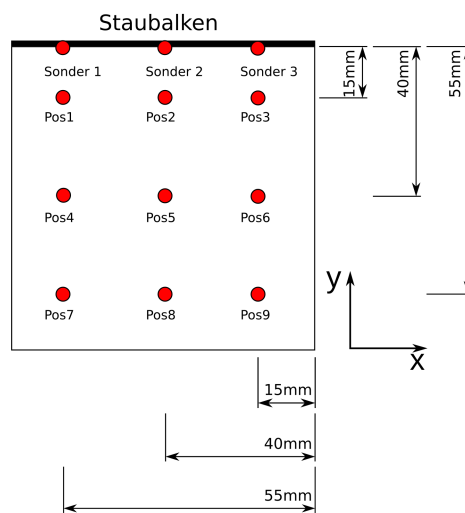 Staubalken
Sonder 1 Sonder 2 Sonder 3
15mm 40mm 55mm
Pos1 Pos2 Pos3
Pos4 Pos5 Pos6
y
Pos7 Pos8 Pos9
x
15mm
40mm
55mm